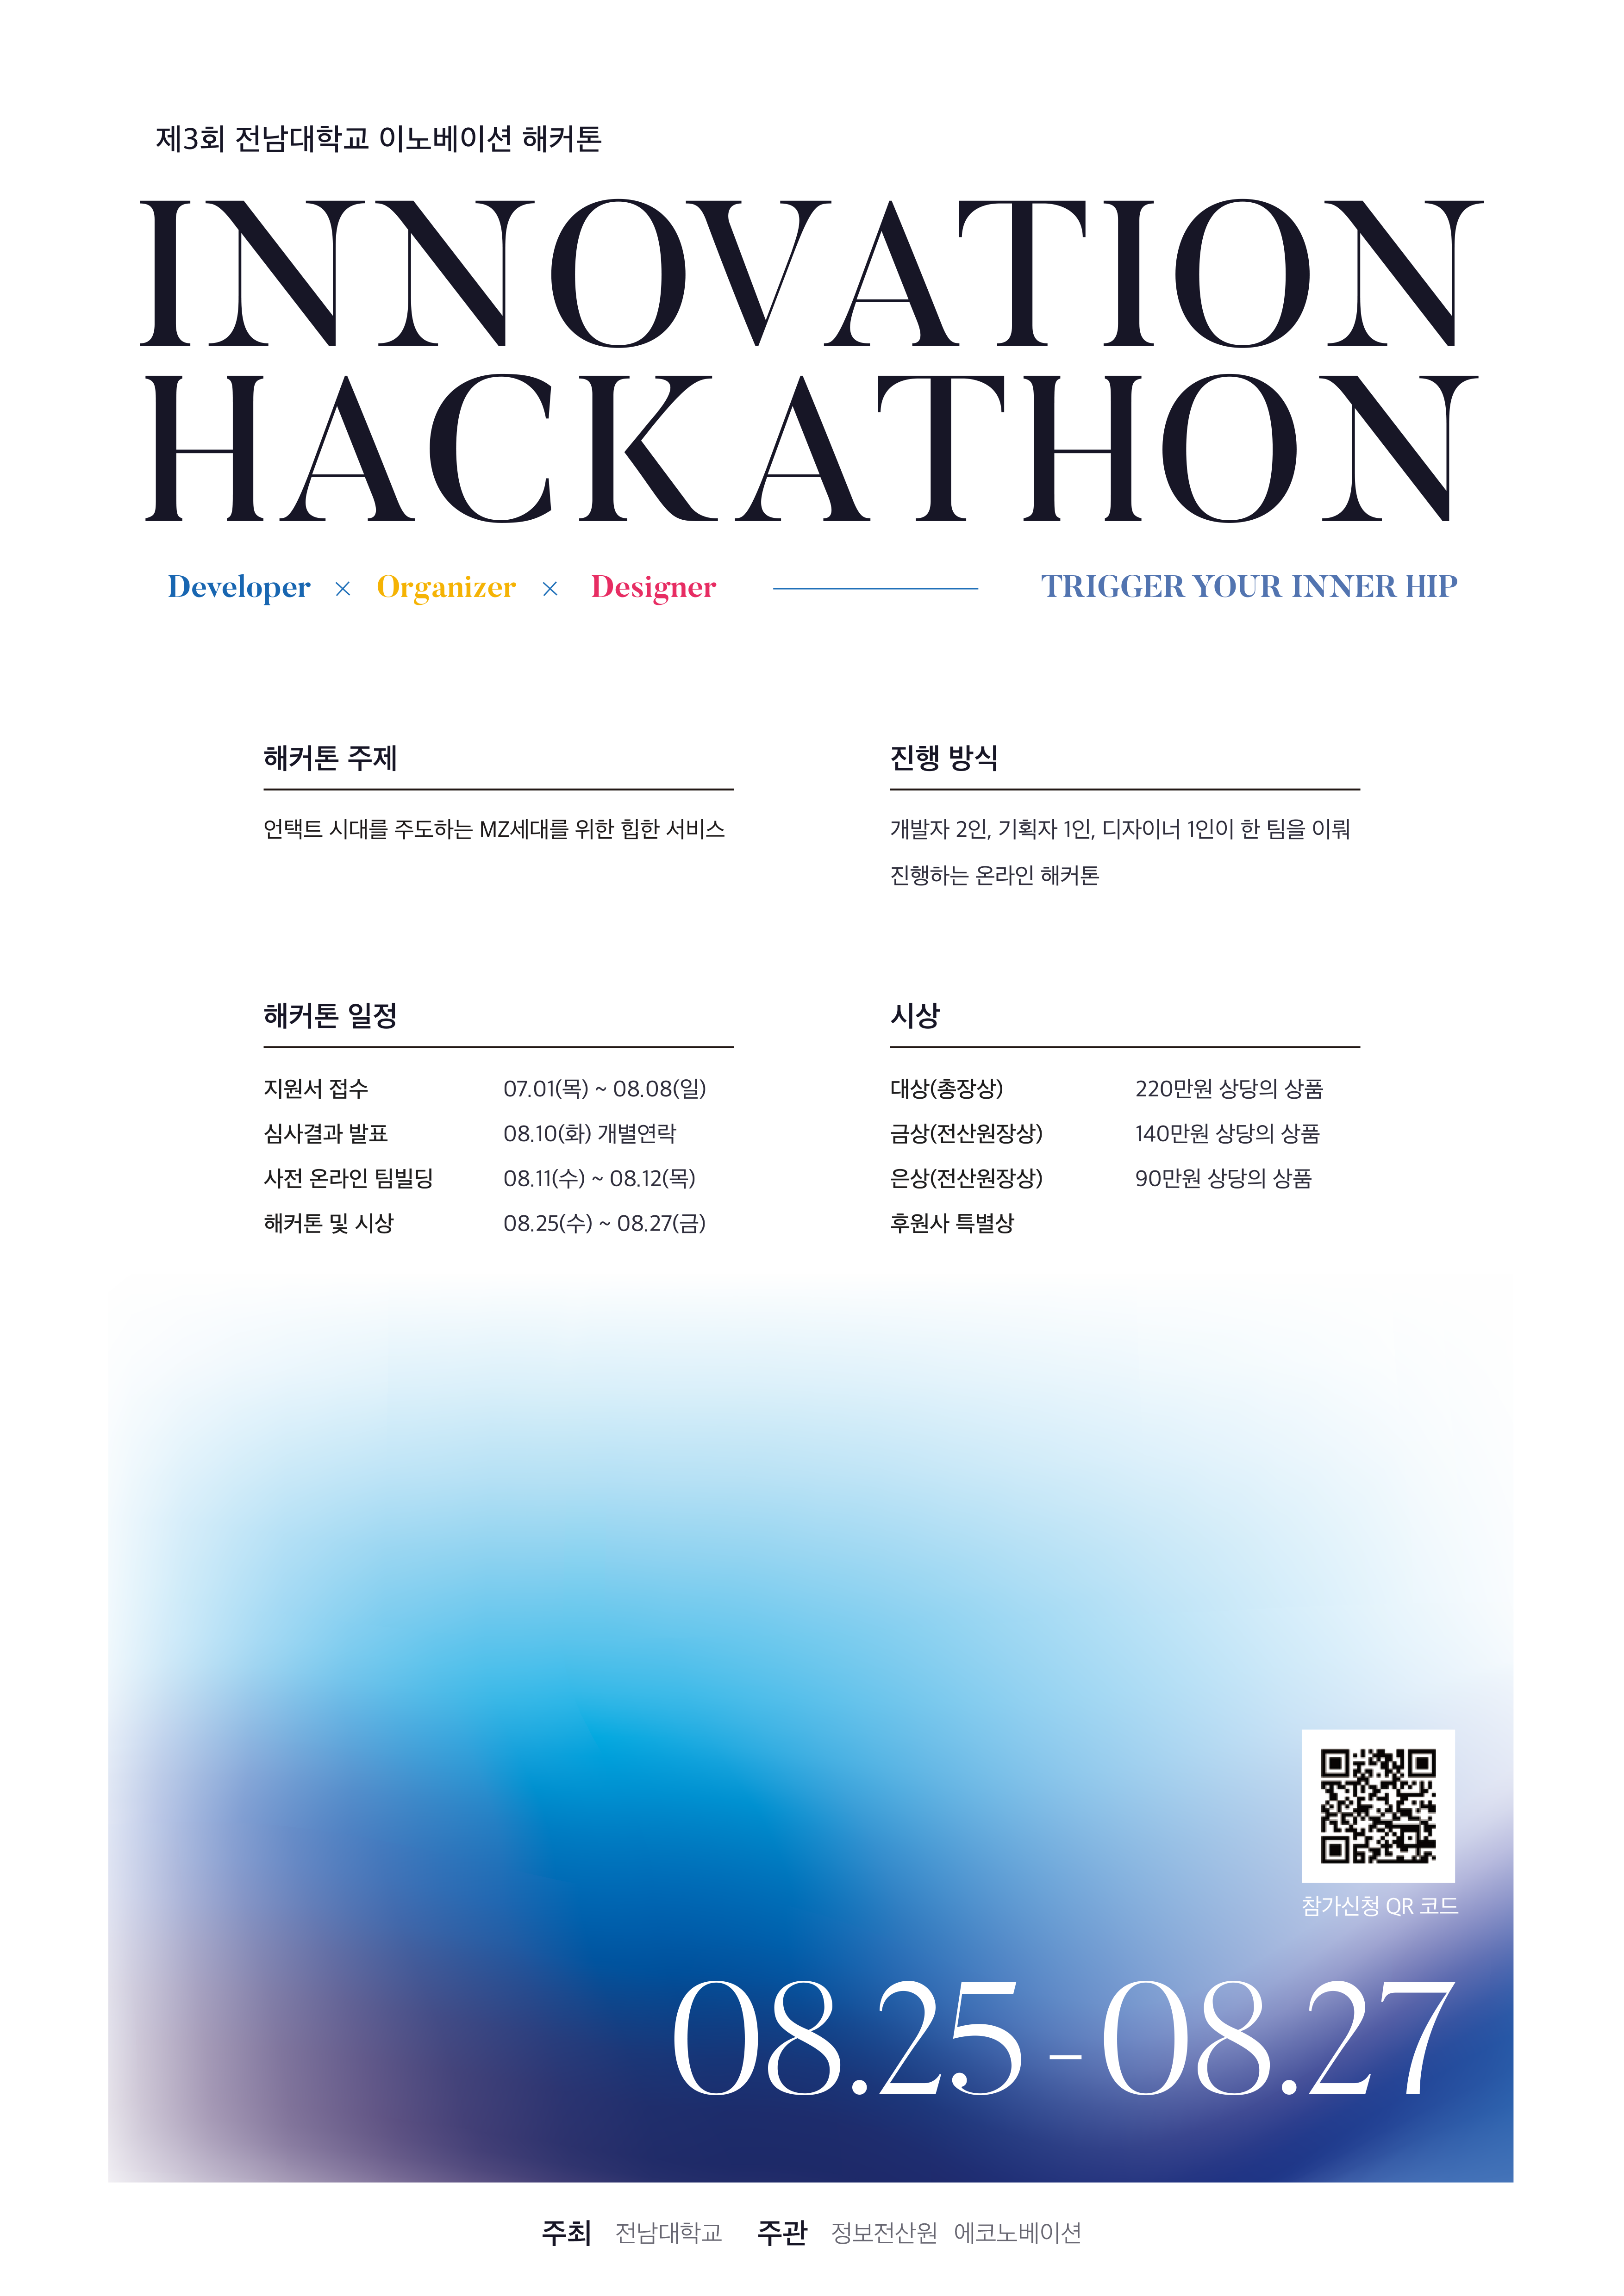 제3회 전남대학교 이노베이션 해커톤
INNOVATION
HACKATHON
Developer × Organizer × Designer
TRIGGER YOUR INNER HIP
해커톤 주제
언택트 시대를 주도하는 MZ세대를 위한 힙한 서비스
진행 방식
개발자 2인, 기획자 1인, 디자이너 1인이 한 팀을 이뤄
진행하는 온라인 해커톤
해커톤 일정
지원서 접수 07.01(목) ~ 08.08(일)
심사결과 발표 08.10(화) 개별연락
사전 온라인 팀빌딩 08.11(수) ~ 08.12(목)
해커톤 및 시상 08.25(수) ~ 08.27(금)
시상
대상(총장상) 220만원 상당의 상품
금상(전산원장상) 140만원 상당의 상품
은상(전산원장상) 90만원 상당의 상품
후원사 특별상
참가신청 QR 코드
08.25-08.27
주최 전남대학교 주관 정보전산원 에코노베이션